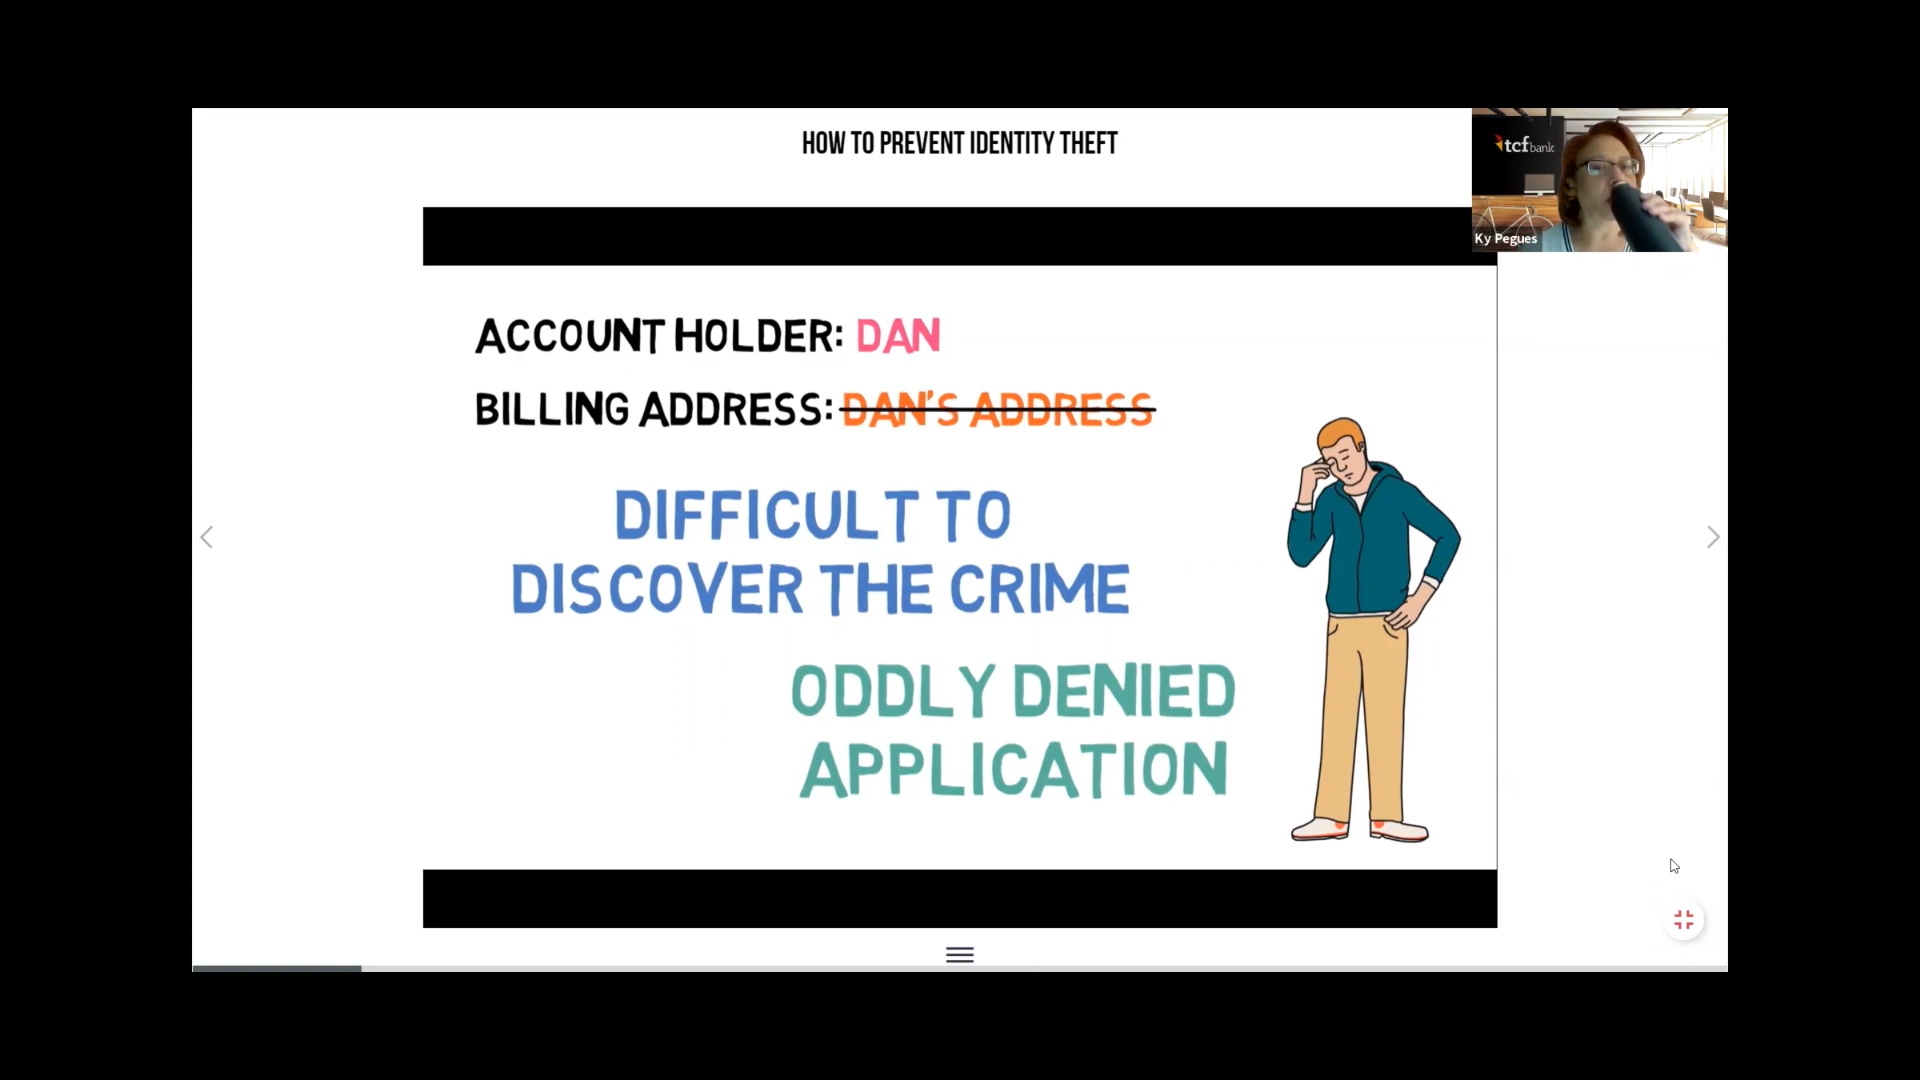 HOW TO PREVENT IDENTITY THEFT
tcf bank
Ky Pegues
ACCOUNT HOLDER: DAN
BILLING ADDRESS: DAN'S ADDRESS
DIFFICULT TO
DISCOVER THE CRIME
ODDLY DENIED
APPLICATION